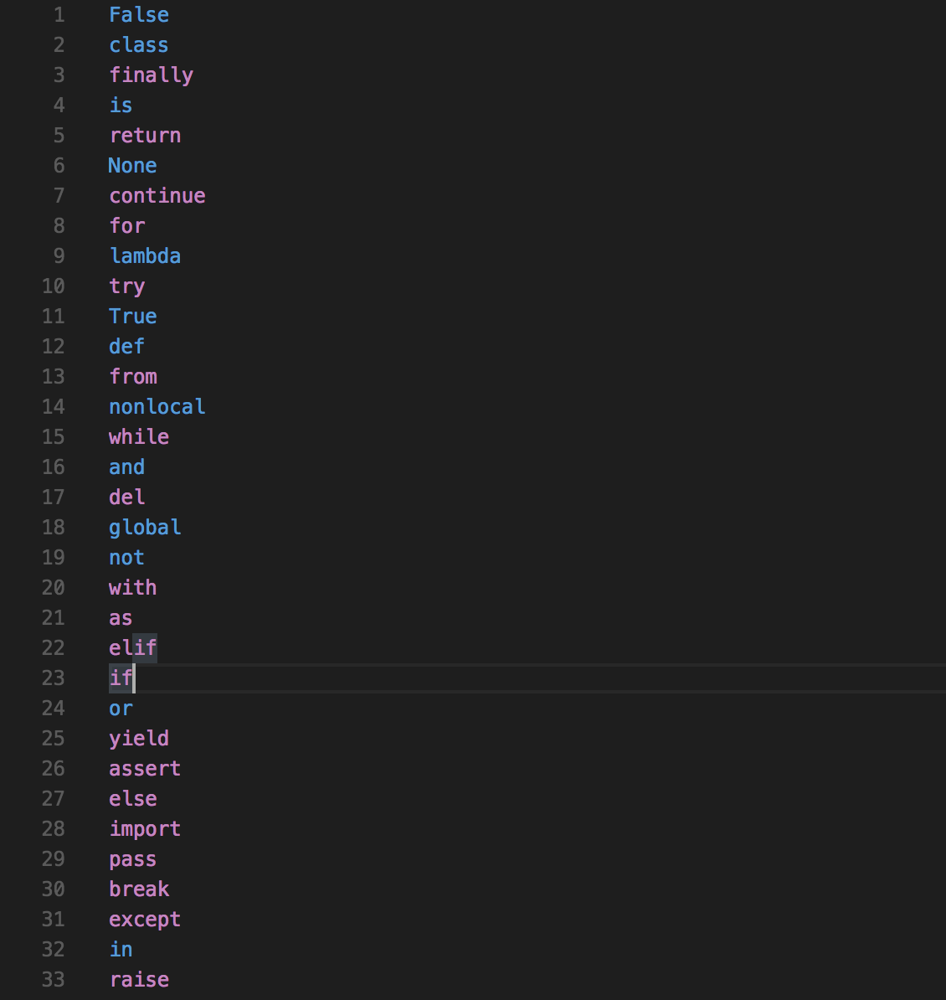 1 False
2 class
3 finally
4 is
5 return
6 None
7 continue
8 for
9 lambda
10 try
11 True
12 def
13 from
14 nonlocal
15 while
16 and
17 del
18 global
19 not
20 with
21 as
22 elif
23 if
24 or
25 yield
26 assert
27 else
28 import
29 pass
30 break
31 except
32 in
33 raise